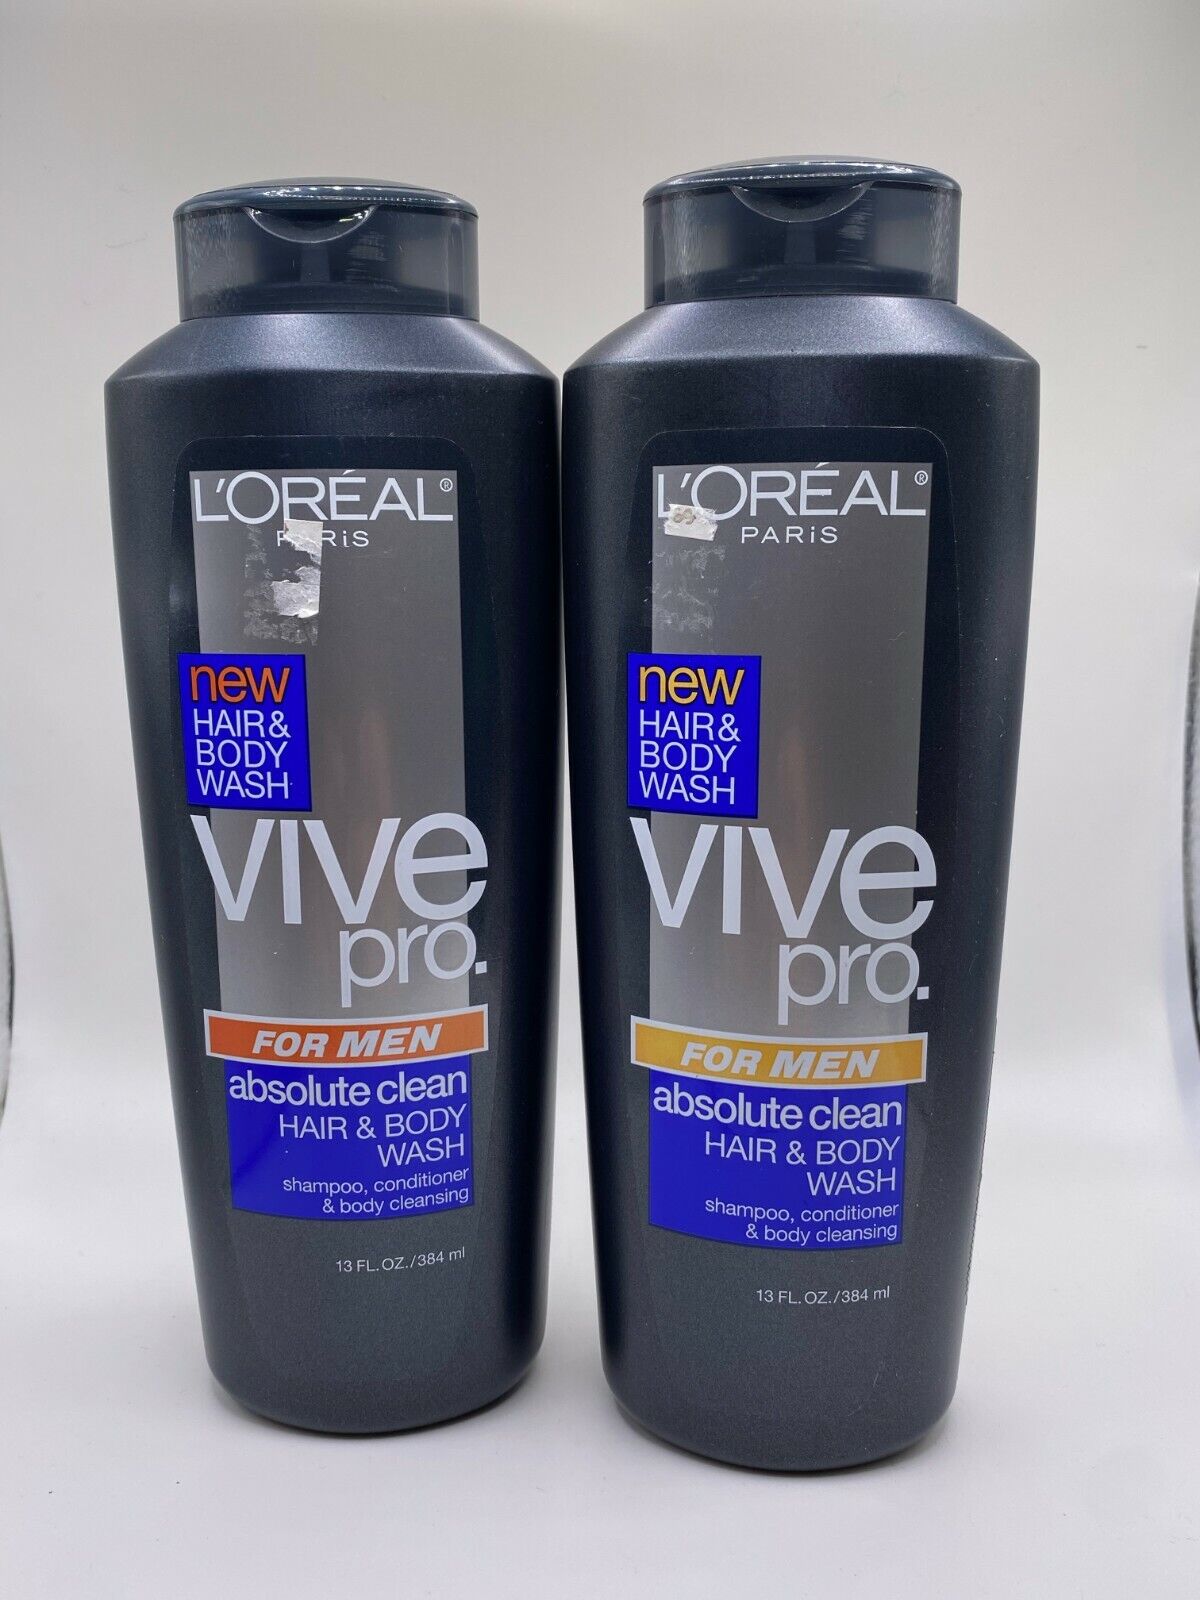 L'ORÉAL®
PARiS
new
HAIR &
BODY
WASH
VIVE
pro.
FOR MEN
absolute clean
HAIR & BODY
WASH
shampoo, conditioner
& body cleansing
13 FL. OZ./384 ml
L'ORÉAL®
PARiS
new
HAIR &
BODY
WASH
VIVE
pro.
FOR MEN
absolute clean
HAIR & BODY
WASH
shampoo, conditioner
& body cleansing
13 FL. OZ./384 ml